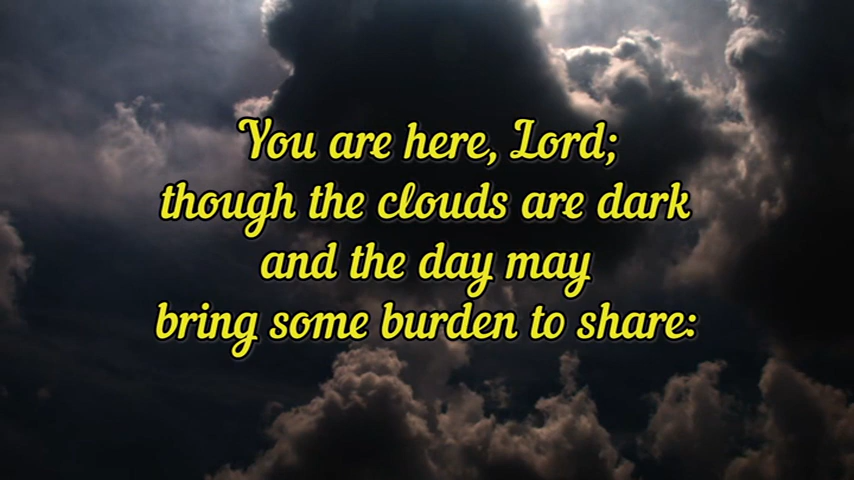 You are here, Lord;
though the clouds are dark
and the day may
bring some burden to share: